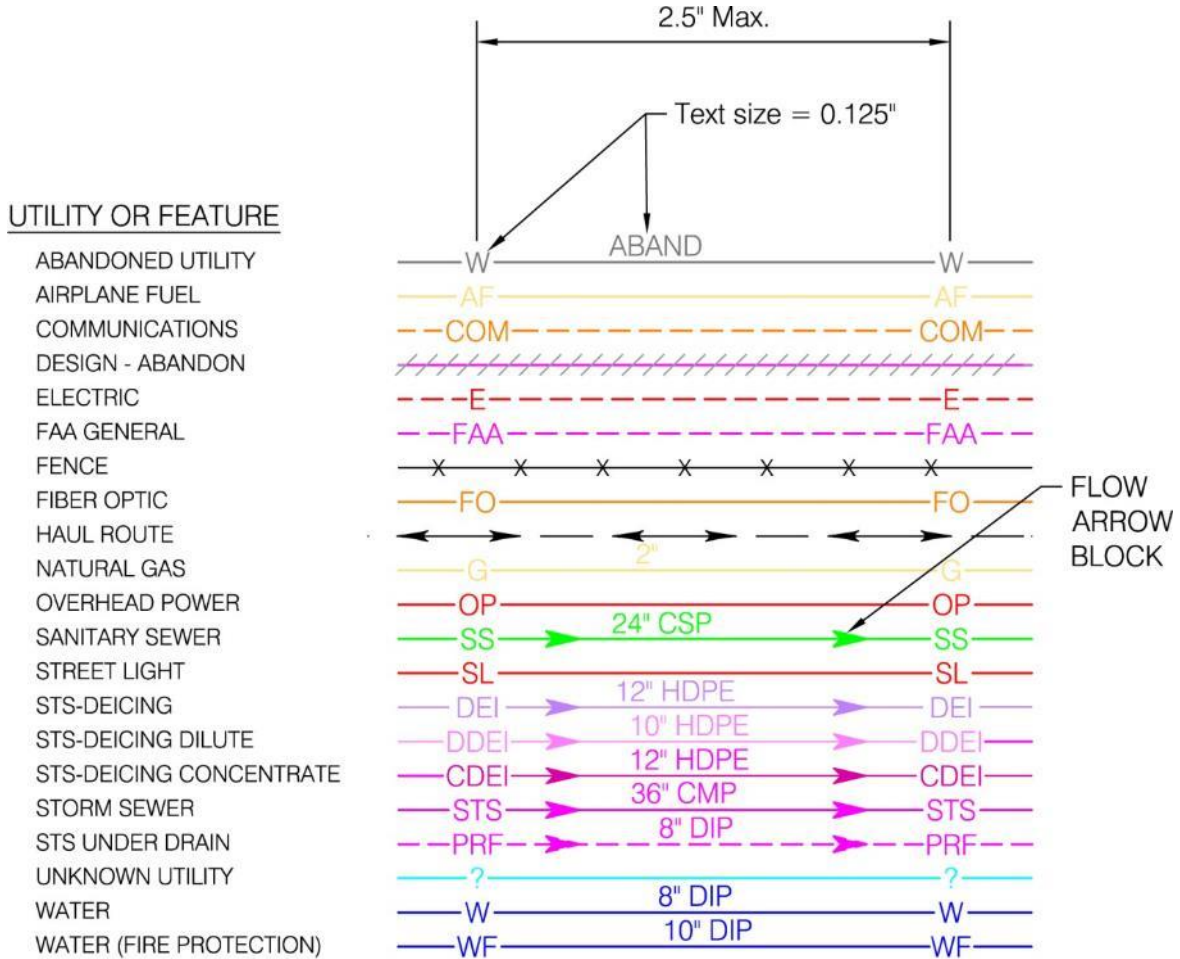 2.5" Max.
Text size = 0.125"
UTILITY OR FEATURE
ABANDONED UTILITY W ABAND W
AIRPLANE FUEL AF AF
COMMUNICATIONS COM COM
DESIGN - ABANDON
ELECTRIC E E
FAA GENERAL FAA FAA
FENCE X X X X X X X
FIBER OPTIC FO FO
FLOW
ARROW
BLOCK
HAUL ROUTE
NATURAL GAS G 2" G
OVERHEAD POWER OP OP
SANITARY SEWER SS 24" CSP SS
STREET LIGHT SL SL
STS-DEICING DEI 12" HDPE DEI
STS-DEICING DILUTE DDEI 10" HDPE DDEI
STS-DEICING CONCENTRATE CDEI 12" HDPE CDEI
STORM SEWER STS 36" CMP STS
STS UNDER DRAIN PRF 8" DIP PRF
UNKNOWN UTILITY ? ?
WATER W 8" DIP W
WATER (FIRE PROTECTION) WF 10" DIP WF